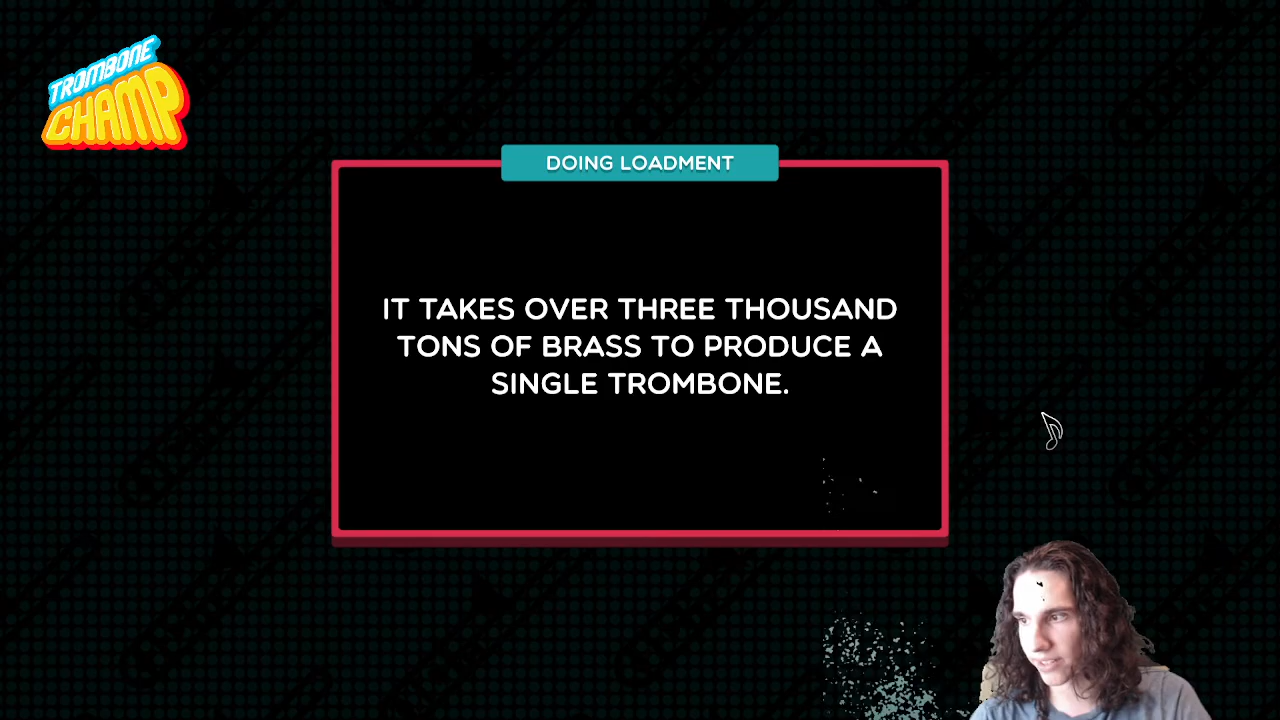 TROMBONE
CHAMP
DOING LOADMENT
IT TAKES OVER THREE THOUSAND
TONS OF BRASS TO PRODUCE A
SINGLE TROMBONE.